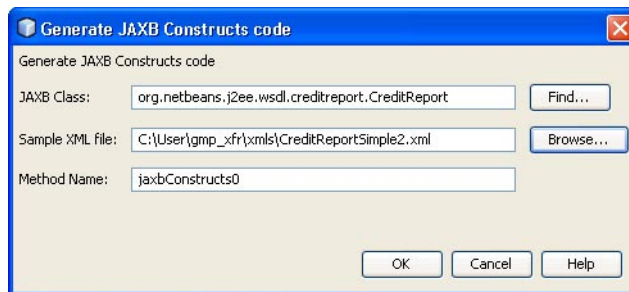 Generate JAXB Constructs code
Generate JAXB Constructs code
JAXB Class: org.netbeans.j2ee.wsdl.creditreport.CreditReport Find...
Sample XML file: C:\User\gmp_xfr\xmls\CreditReportSimple2.xml Browse...
Method Name: jaxbConstructs0
OK Cancel Help